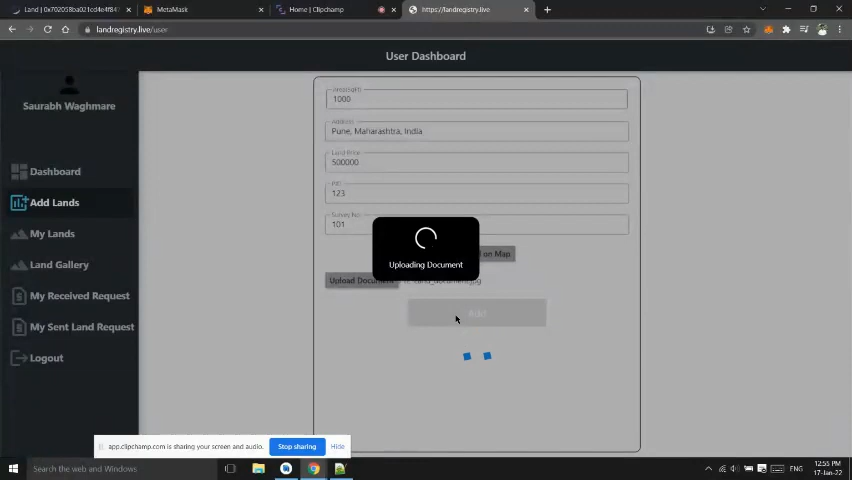 Land | 0x702058ba021cd4e4f847
MetaMask
Home | Clipchamp
https://landregistry.live/user
landregistry.live/user
User Dashboard
Saurabh Waghmare
Dashboard
Add Lands
My Lands
Land Gallery
My Received Request
My Sent Land Request
Logout
Area(SqFt)
1000
Address
Pune, Maharashtra, India
Land Price
500000
PID
123
Survey No.
101
on Map
Uploading Document
Upload Document
Add
app.clipchamp.com is sharing your screen and audio.
Stop sharing
Hide
Search the web and Windows
ENG
12:55 PM
17-Jan-22